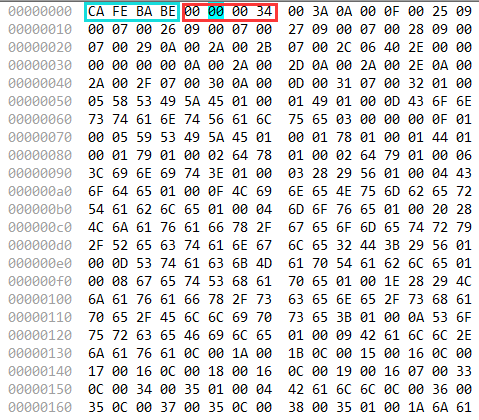 00000000 CA FE BA BE 00 00 00 34 00 3A 0A 00 0F 00 25 09
00000010 00 07 00 26 09 00 07 00 27 09 00 07 00 28 09 00
00000020 07 00 29 0A 00 2A 00 2B 07 00 2C 06 40 2E 00 00
00000030 00 00 00 00 0A 00 2A 00 2D 0A 00 2A 00 2E 0A 00
00000040 2A 00 2F 07 00 30 0A 00 0D 00 31 07 00 32 01 00
00000050 05 58 53 49 5A 45 01 00 01 49 01 00 0D 43 6F 6E
00000060 73 74 61 6E 74 56 61 6C 75 65 03 00 00 00 0F 01
00000070 00 05 59 53 49 5A 45 01 00 01 78 01 00 01 44 01
00000080 00 01 79 01 00 02 64 78 01 00 02 64 79 01 00 06
00000090 3C 69 6E 69 74 3E 01 00 03 28 29 56 01 00 04 43
000000a0 6F 64 65 01 00 0F 4C 69 6E 65 4E 75 6D 62 65 72
000000b0 54 61 62 6C 65 01 00 04 6D 6F 76 65 01 00 20 28
000000c0 4C 6A 61 76 61 66 78 2F 67 65 6F 6D 65 74 72 79
000000d0 2F 52 65 63 74 61 6E 67 6C 65 32 44 3B 29 56 01
000000e0 00 0D 53 74 61 63 6B 4D 61 70 54 61 62 6C 65 01
000000f0 00 08 67 65 74 53 68 61 70 65 01 00 1E 28 29 4C
00000100 6A 61 76 61 66 78 2F 73 63 65 6E 65 2F 73 68 61
00000110 70 65 2F 45 6C 6C 69 70 73 65 3B 01 00 0A 53 6F
00000120 75 72 63 65 46 69 6C 65 01 00 09 42 61 6C 6C 2E
00000130 6A 61 76 61 0C 00 1A 00 1B 0C 00 15 00 16 0C 00
00000140 17 00 16 0C 00 18 00 16 0C 00 19 00 16 07 00 33
00000150 0C 00 34 00 35 01 00 04 42 61 6C 6C 0C 00 36 00
00000160 35 0C 00 37 00 35 0C 00 38 00 35 01 00 1A 6A 61